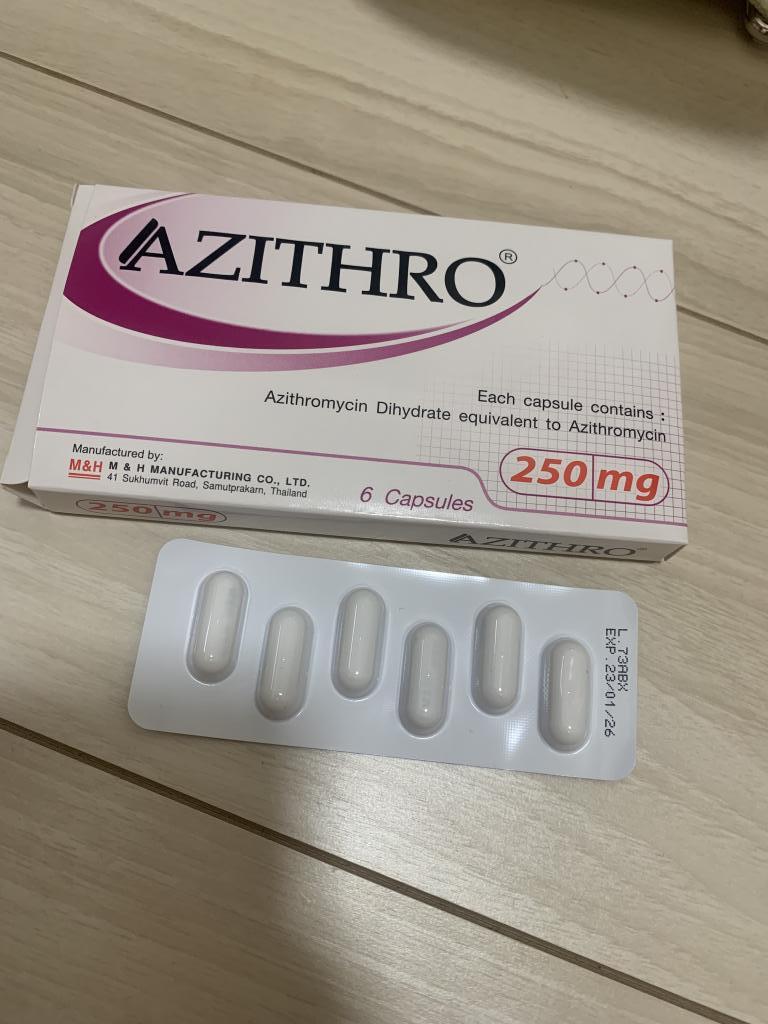 AZITHRO®
Each capsule contains :
Azithromycin Dihydrate equivalent to Azithromycin
250 mg
Manufactured by:
M&H M & H MANUFACTURING CO., LTD.
41 Sukhumvit Road, Samutprakarn, Thailand
6 Capsules
250 mg
AZITHRO®
L.73ABX
EXP.23/01/26